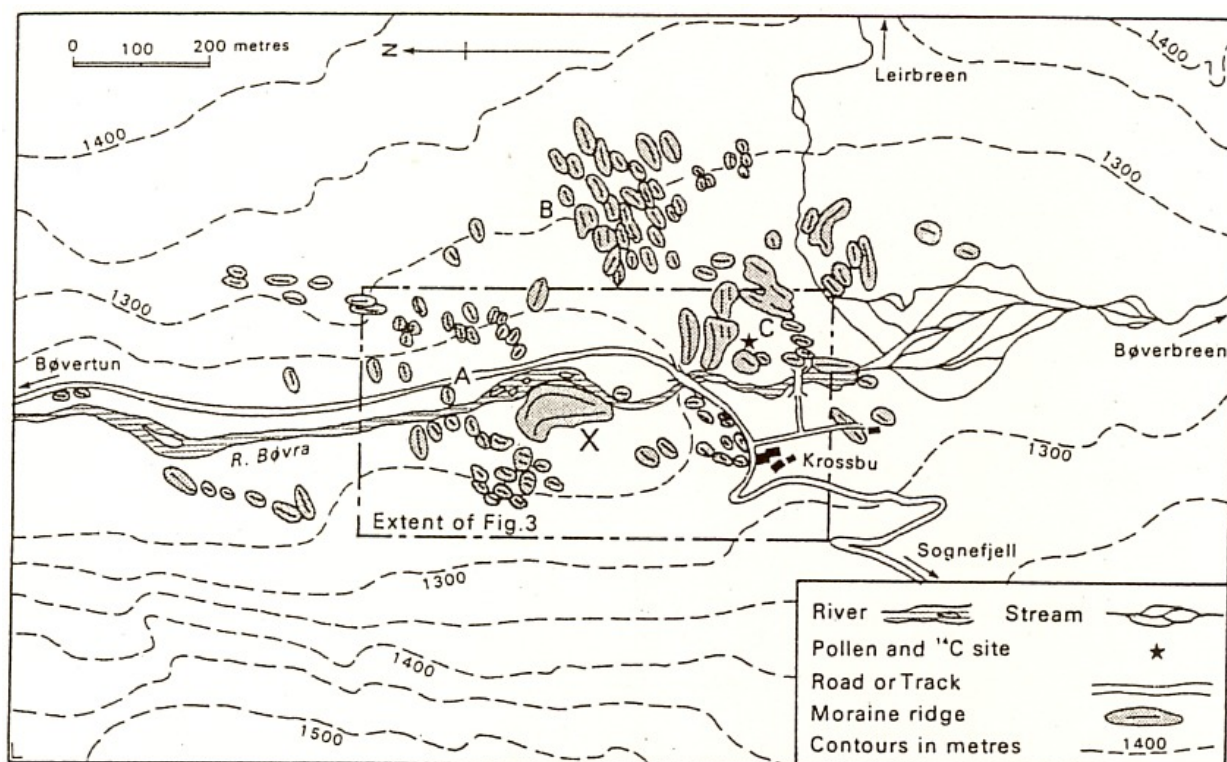 0 100 200 metres
N
1400
Leirbreen
1400
1300
B
1300
C
Bøverbreen
Bøvertun
A
R. Bøvra
X
Krossbu
1300
Extent of Fig.3
Sognefjell
1300
1400
1500
River
Stream
Pollen and ¹⁴C site
Road or Track
Moraine ridge
Contours in metres
1400